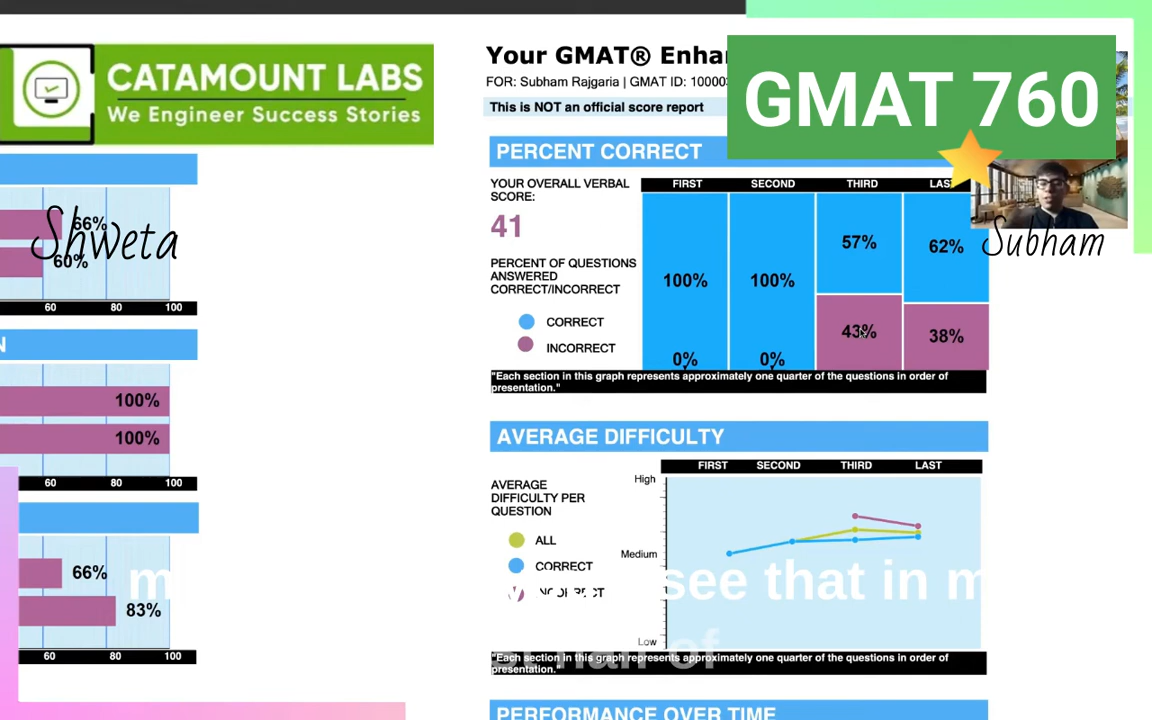 CATAMOUNT LABS
We Engineer Success Stories
66%
60%
60
80
100
Shweta
N
100%
100%
60
80
100
66%
83%
60
80
100
Your GMAT®
FOR: Subham Rajgaria | GMAT ID:
This is NOT an official score report
GMAT 760
PERCENT CORRECT
YOUR OVERALL VERBAL
SCORE:
41
PERCENT OF QUESTIONS
ANSWERED
CORRECT/INCORRECT
CORRECT
INCORRECT
FIRST
SECOND
THIRD
100%
100%
57%
62%
0%
0%
43%
38%
Subham
"Each section in this graph represents approximately one quarter of the questions in order of
presentation."
AVERAGE DIFFICULTY
FIRST
SECOND
THIRD
LAST
AVERAGE
DIFFICULTY PER
QUESTION
ALL
CORRECT
High
Medium
Low
see that in
half of
"Each section in this graph represents approximately one quarter of the questions in order of
presentation."
PERFORMANCE OVER TIME